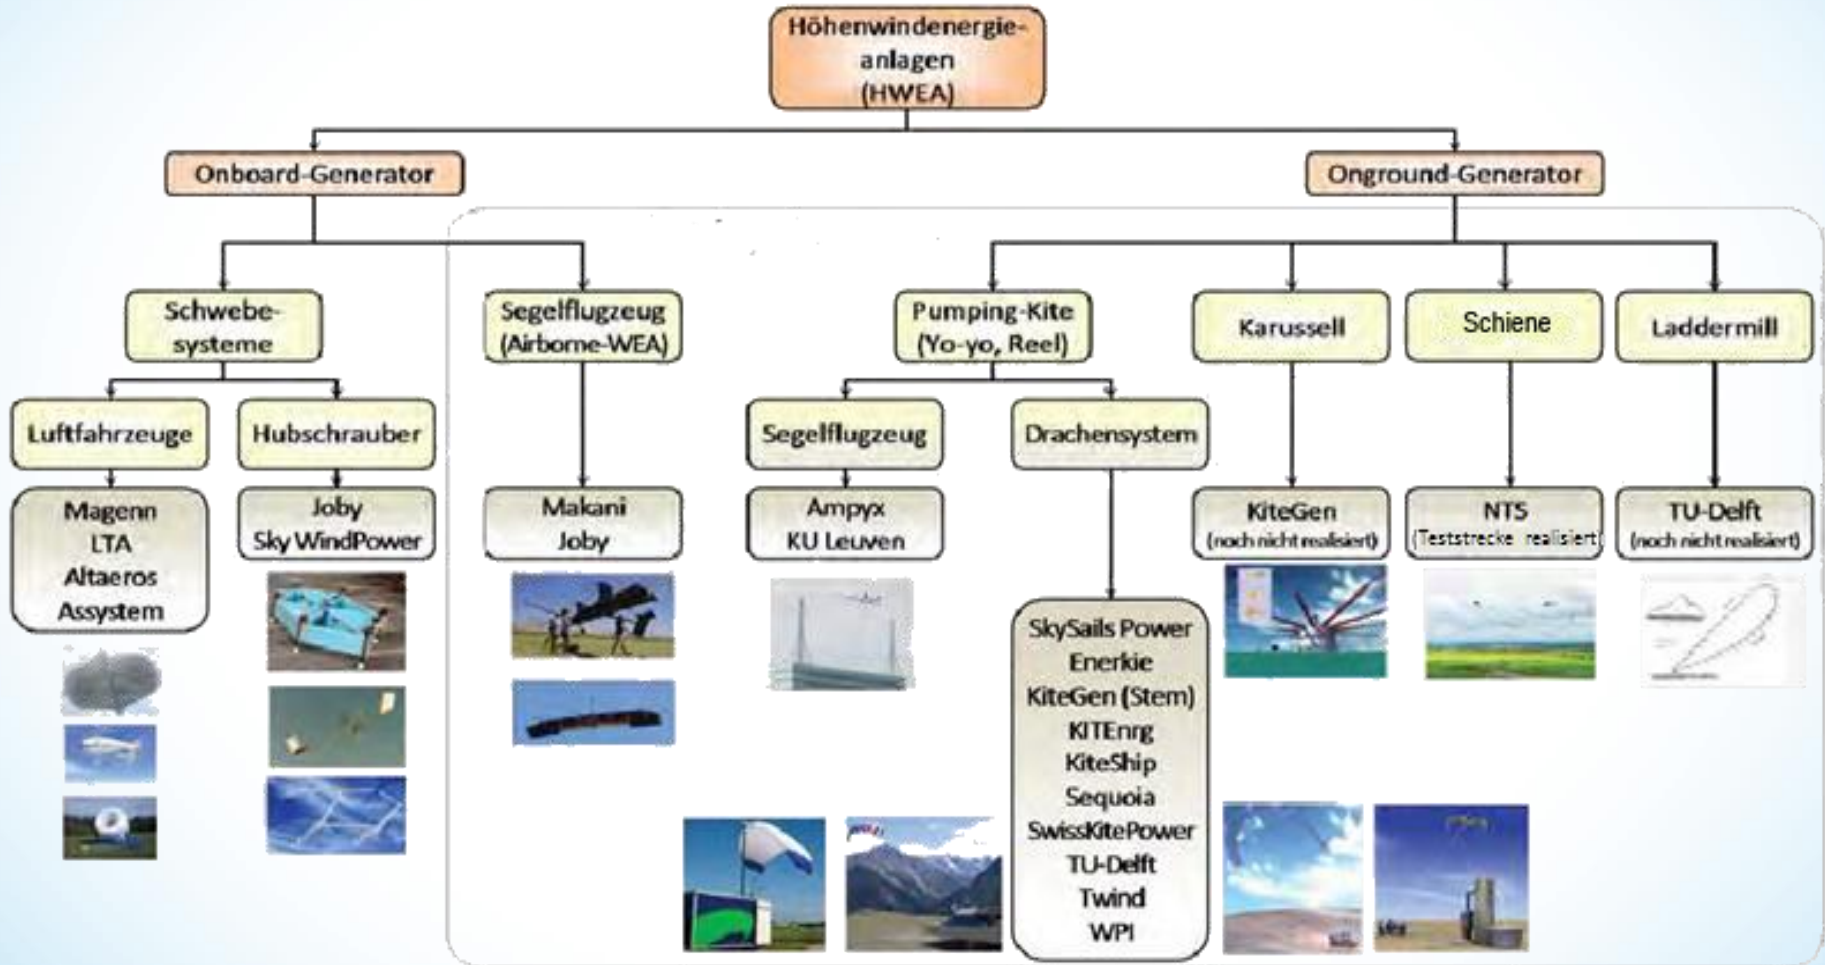 Höhenwindenergie-
anlagen
(HWEA)
Onboard-Generator
Onground-Generator
Schwebe-
systeme
Segelflugzeug
(Airborne-WEA)
Pumping-Kite
(Yo-yo, Reel)
Karussell
Schiene
Laddermill
Luftfahrzeuge
Hubschrauber
Segelflugzeug
Drachensystem
Magenn
LTA
Altaeros
Assystem
Joby
Sky WindPower
Makani
Joby
Ampyx
KU Leuven
KiteGen
(noch nicht realisiert)
NTS
(Teststrecke realisiert)
TU-Delft
(noch nicht realisiert)
SkySails Power
Enerkie
KiteGen (Stem)
KITEnrg
KiteShip
Sequoia
SwissKitePower
TU-Delft
Twind
WPI